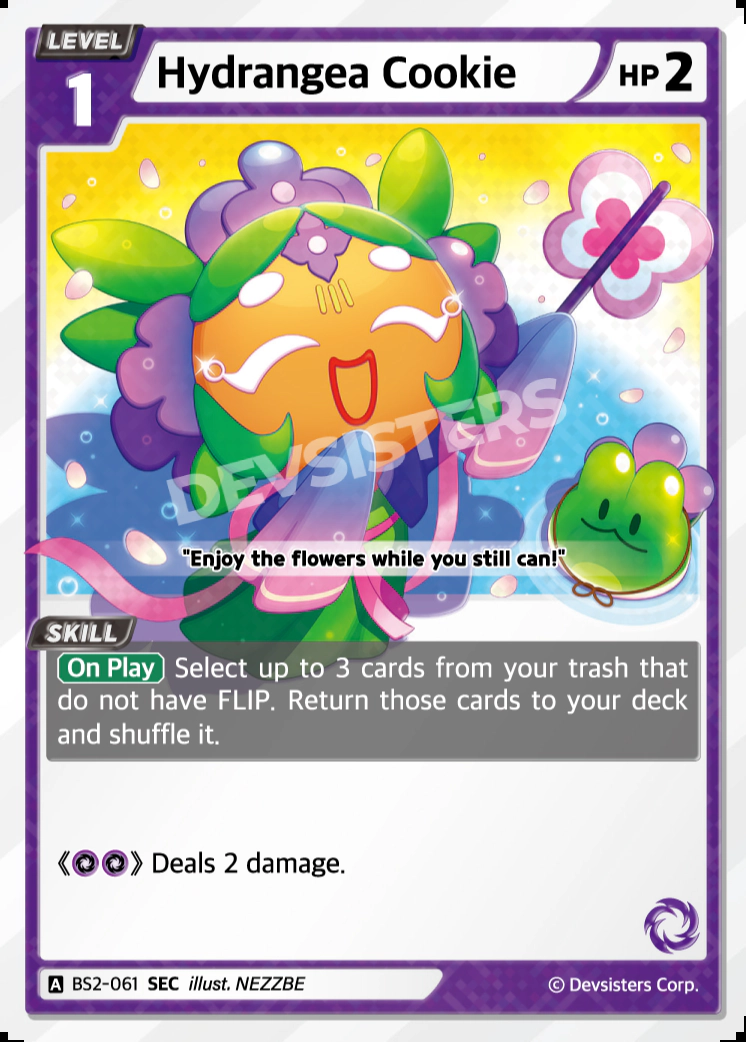 LEVEL
1
Hydrangea Cookie
HP 2
DEVSISTERS
"Enjoy the flowers while you still can!"
SKILL
On Play Select up to 3 cards from your trash that
do not have FLIP. Return those cards to your deck
and shuffle it.
《 》 Deals 2 damage.
A BS2-061 SEC illust. NEZZBE
© Devsisters Corp.